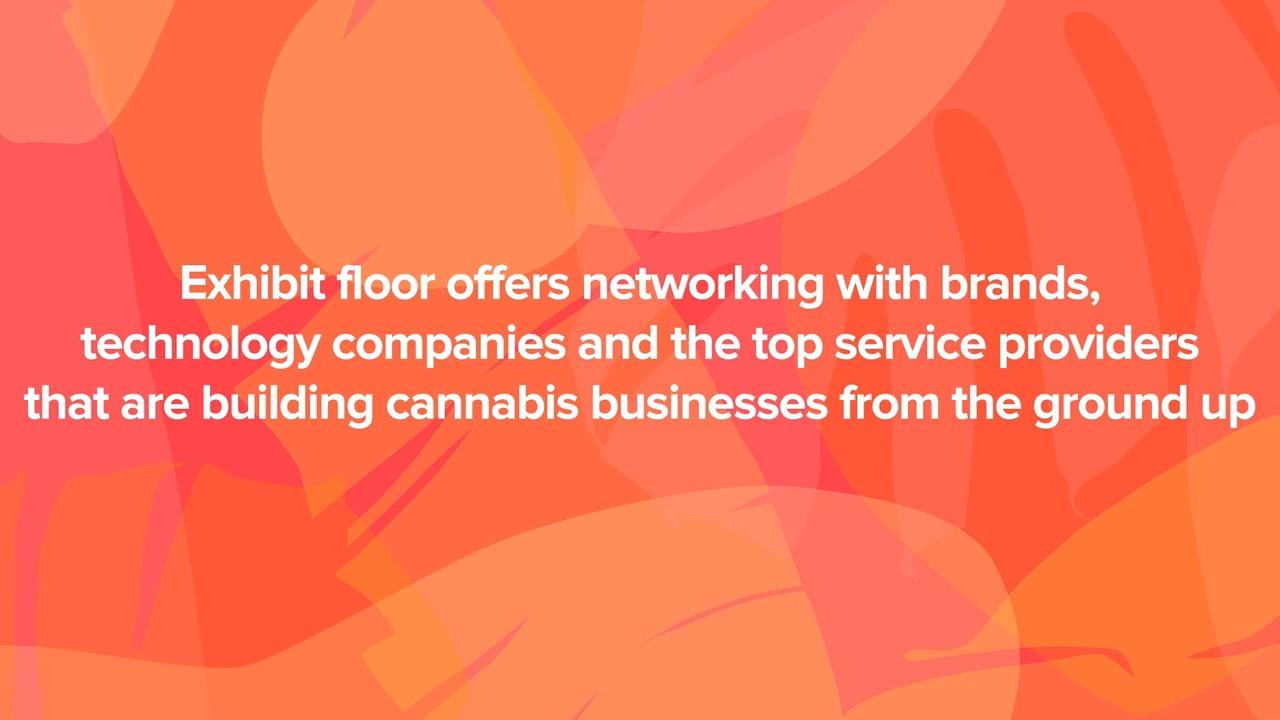 Exhibit floor offers networking with brands,
technology companies and the top service providers
that are building cannabis businesses from the ground up